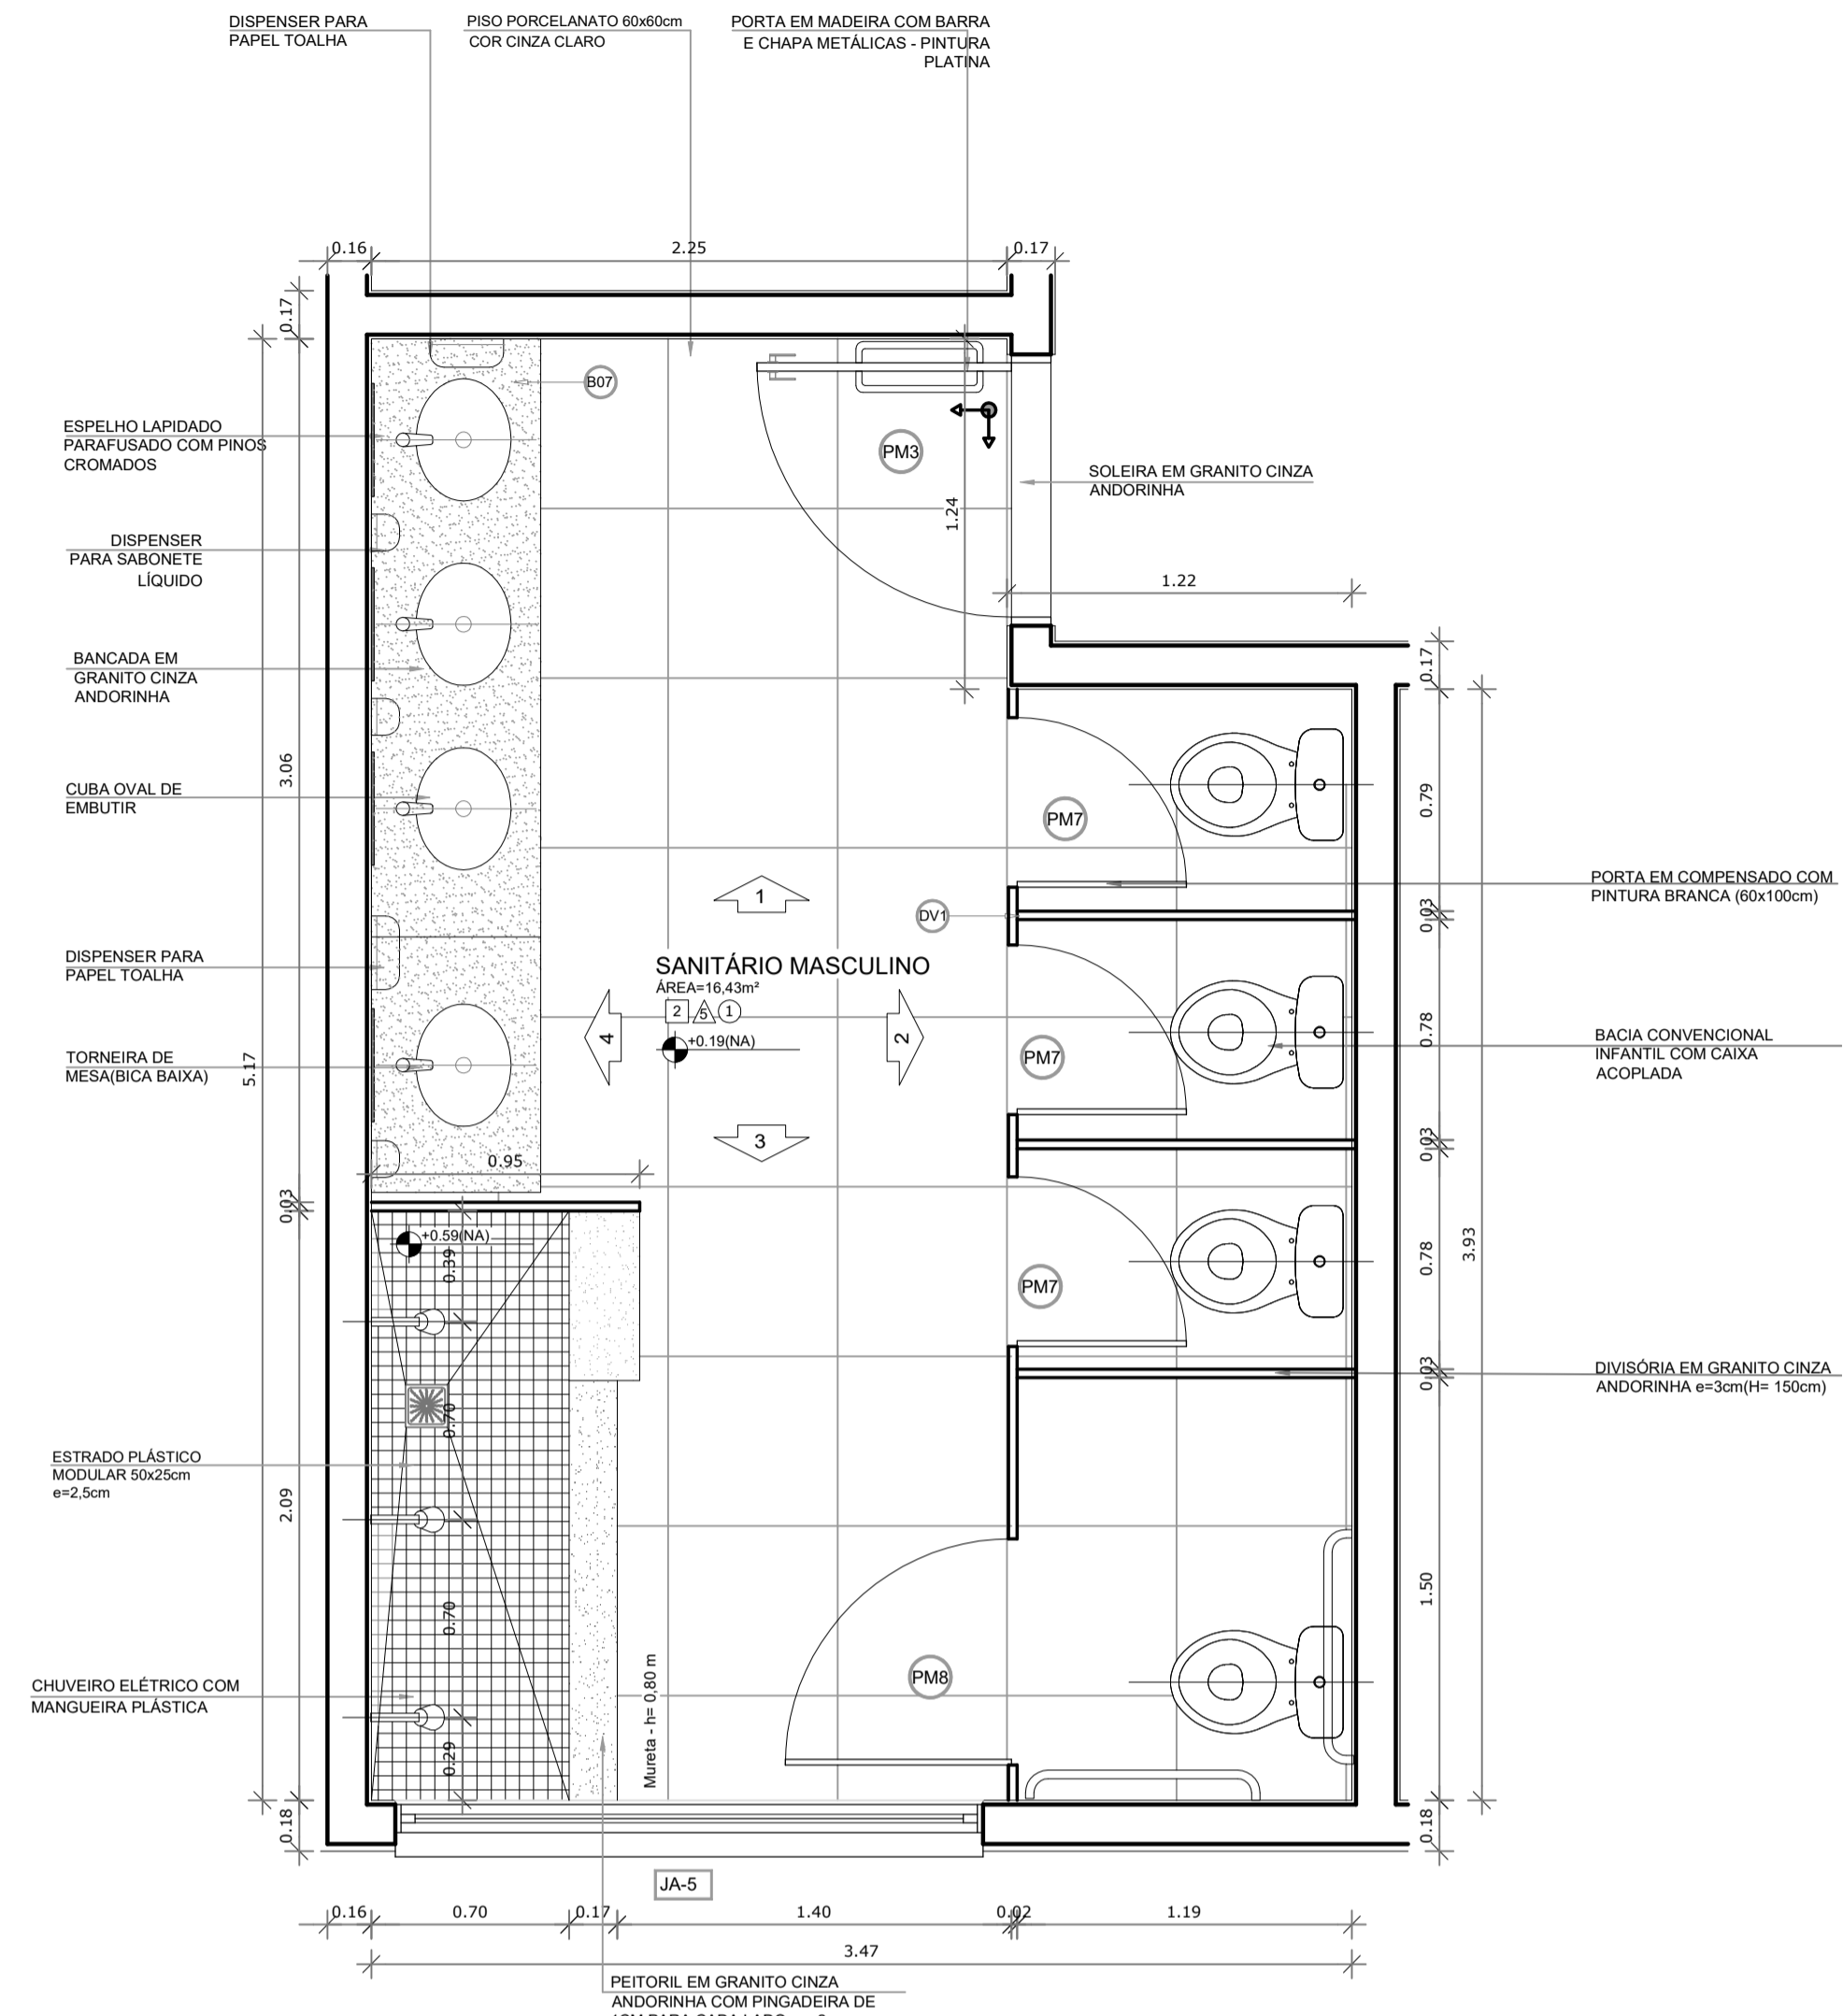 DISPENSER PARA
PAPEL TOALHA
PISO PORCELANATO 60x60cm
COR CINZA CLARO
PORTA EM MADEIRA COM BARRA
E CHAPA METÁLICAS - PINTURA
PLATINA
0.16
2.25
0.17
0.17
B07
PM3
ESPELHO LAPIDADO
PARAFUSADO COM PINOS
CROMADOS
SOLEIRA EM GRANITO CINZA
ANDORINHA
1.24
DISPENSER
PARA SABONETE
LÍQUIDO
1.22
BANCADA EM
GRANITO CINZA
ANDORINHA
0.17
3.06
CUBA OVAL DE
EMBUTIR
PM7
0.79
PORTA EM COMPENSADO COM
PINTURA BRANCA (60x100cm)
1
DV1
0.03
DISPENSER PARA
PAPEL TOALHA
SANITÁRIO MASCULINO
ÁREA=16,43m²
2 5 1
+0.19(NA)
4
2
PM7
0.78
BACIA CONVENCIONAL
INFANTIL COM CAIXA
ACOPLADA
TORNEIRA DE
MESA(BICA BAIXA)
5.17
3
0.03
0.95
0.03
+0.59(NA)
0.39
PM7
0.78
3.93
0.03
DIVISÓRIA EM GRANITO CINZA
ANDORINHA e=3cm(H= 150cm)
0.70
ESTRADO PLÁSTICO
MODULAR 50x25cm
e=2,5cm
2.09
0.70
1.50
CHUVEIRO ELÉTRICO COM
MANGUEIRA PLÁSTICA
Mureta - h= 0,80 m
PM8
0.29
0.18
0.18
JA-5
0.16
0.70
0.17
1.40
0.02
1.19
3.47
PEITORIL EM GRANITO CINZA
ANDORINHA COM PINGADEIRA DE